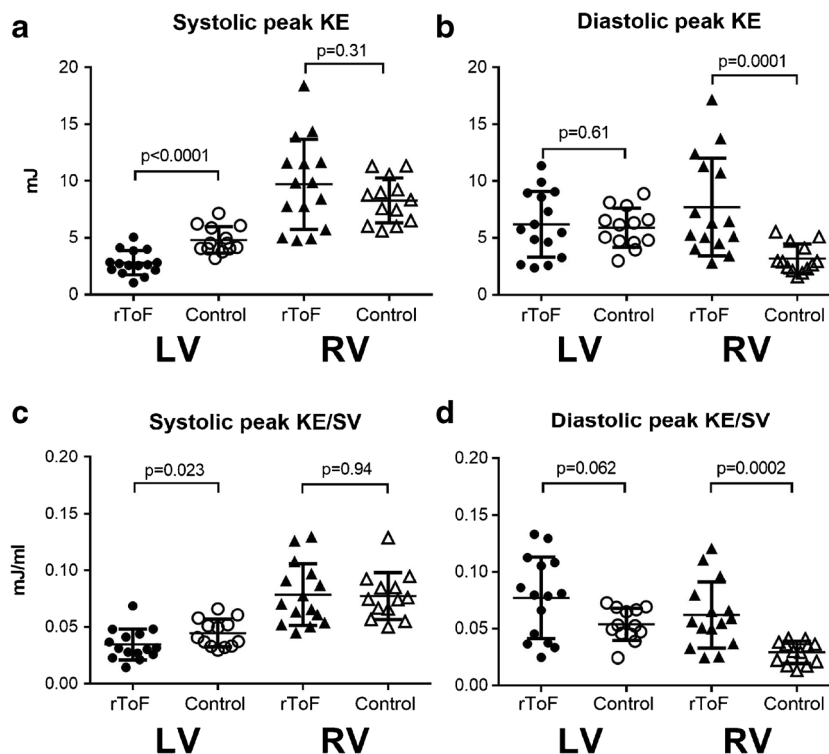 a
Systolic peak KE
b
Diastolic peak KE
20
15
10
5
0
mJ
p<0.0001
p=0.31
rToF Control rToF Control
LV RV
20
15
10
5
0
p=0.61
p=0.0001
rToF Control rToF Control
LV RV
c
Systolic peak KE/SV
d
Diastolic peak KE/SV
0.20
0.15
0.10
0.05
0.00
mJ/ml
p=0.023
p=0.94
rToF Control rToF Control
LV RV
0.20
0.15
0.10
0.05
0.00
p=0.062
p=0.0002
rToF Control rToF Control
LV RV